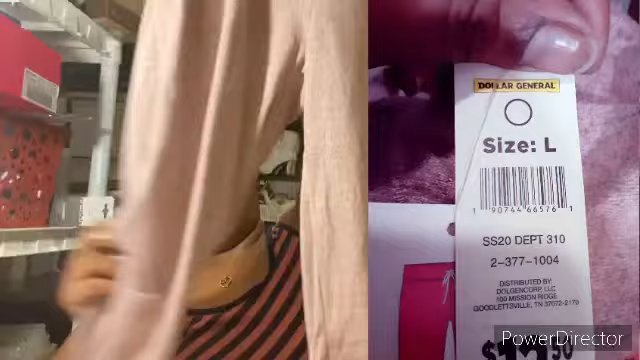 DOLLAR GENERAL
Size: L
1 90744 66576 1
SS20 DEPT 310
2-377-1004
DISTRIBUTED BY
DOLGENCORP, LLC
100 MISSION RIDGE
GOODLETTSVILLE, TN 37072-2170
PowerDirector